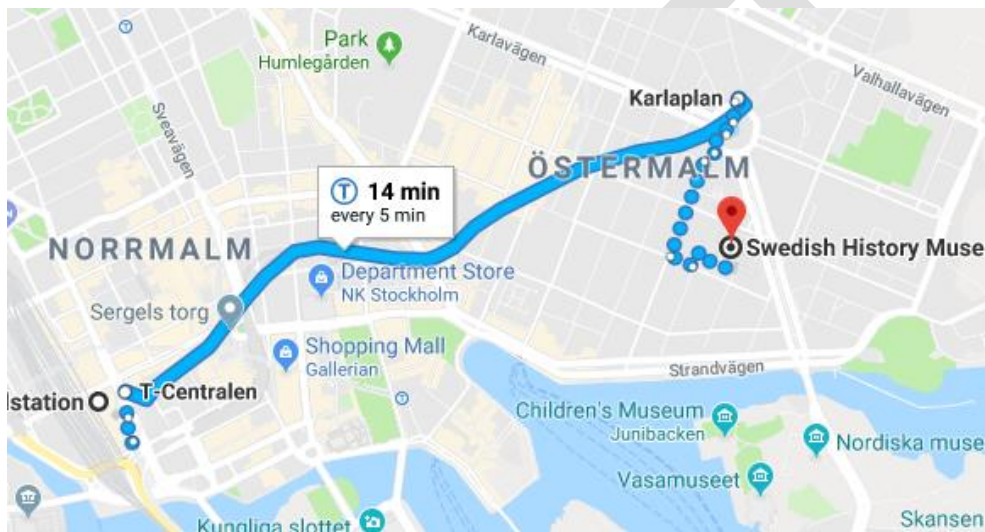 Park
Humlegården
Karlavägen
Valhallavägen
Karlaplan
Sveavägen
ÖSTERMALM
T 14 min
every 5 min
NORRMALM
Swedish History Muse
Department Store
NK Stockholm
Sergels torg
Shopping Mall
Gallerian
Strandvägen
T-Centralen
lstation
Children's Museum
Junibacken
Nordiska muse
Vasamuseet
Skansen
Kungliga slottet